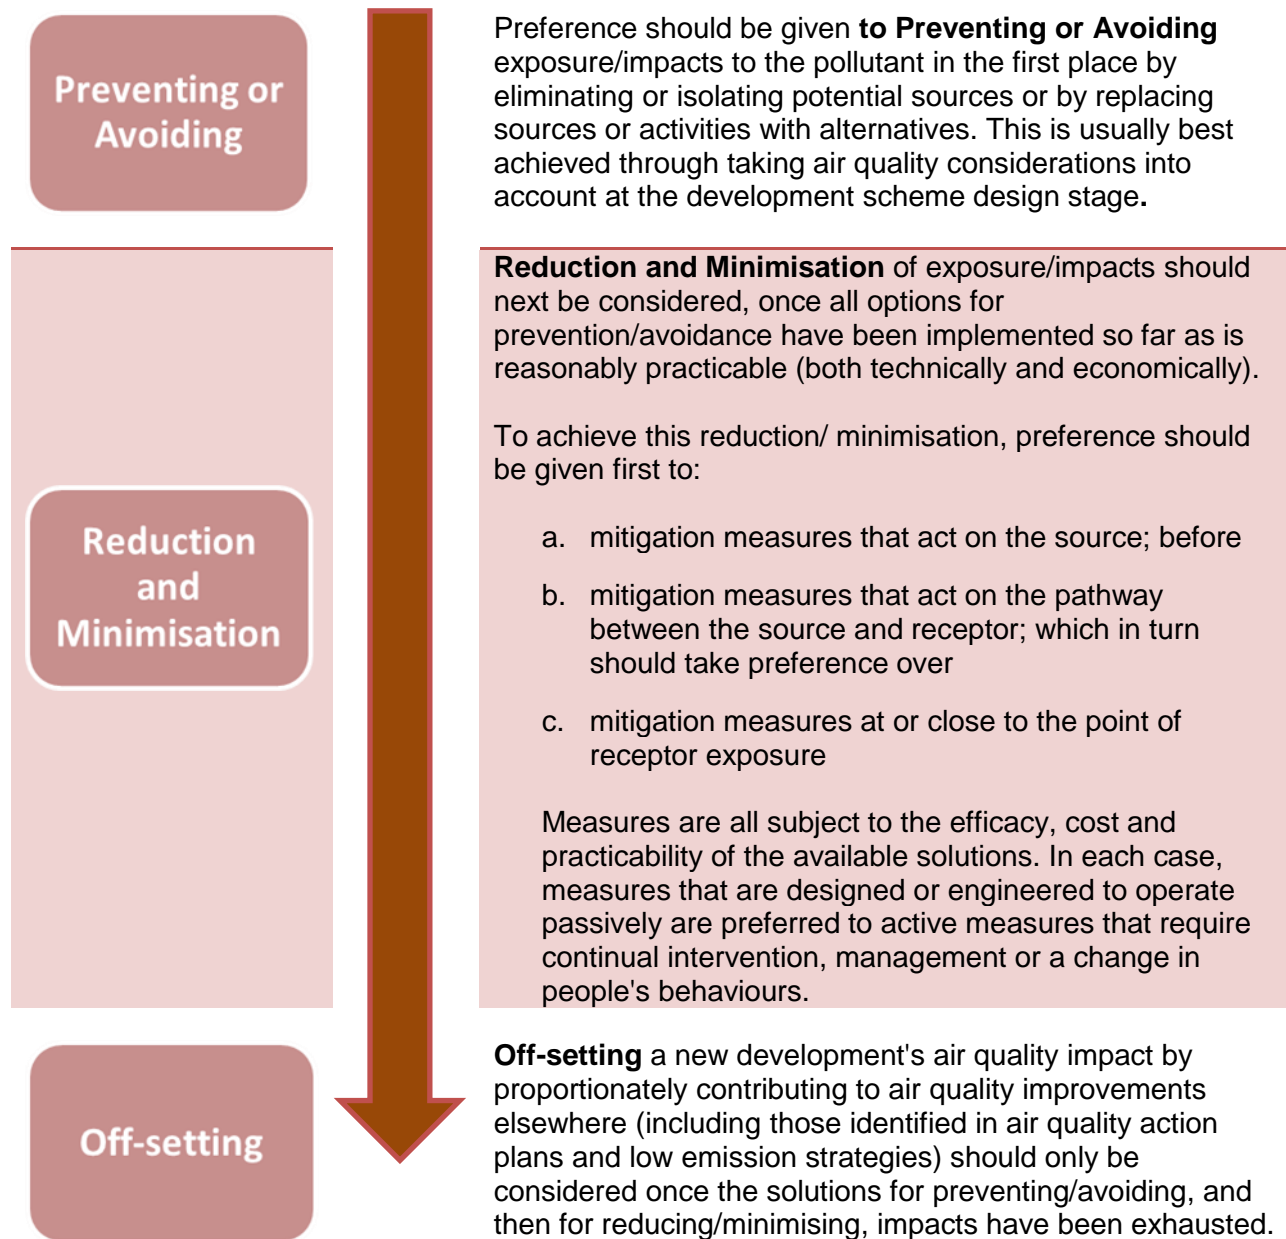 Preventing or
Avoiding
Preference should be given to Preventing or Avoiding
exposure/impacts to the pollutant in the first place by
eliminating or isolating potential sources or by replacing
sources or activities with alternatives. This is usually best
achieved through taking air quality considerations into
account at the development scheme design stage.
Reduction
and
Minimisation
Reduction and Minimisation of exposure/impacts should
next be considered, once all options for
prevention/avoidance have been implemented so far as is
reasonably practicable (both technically and economically).
To achieve this reduction/ minimisation, preference should
be given first to:
a. mitigation measures that act on the source; before
b. mitigation measures that act on the pathway
between the source and receptor; which in turn
should take preference over
c. mitigation measures at or close to the point of
receptor exposure
Measures are all subject to the efficacy, cost and
practicability of the available solutions. In each case,
measures that are designed or engineered to operate
passively are preferred to active measures that require
continual intervention, management or a change in
people's behaviours.
Off-setting
Off-setting a new development's air quality impact by
proportionately contributing to air quality improvements
elsewhere (including those identified in air quality action
plans and low emission strategies) should only be
considered once the solutions for preventing/avoiding, and
then for reducing/minimising, impacts have been exhausted.